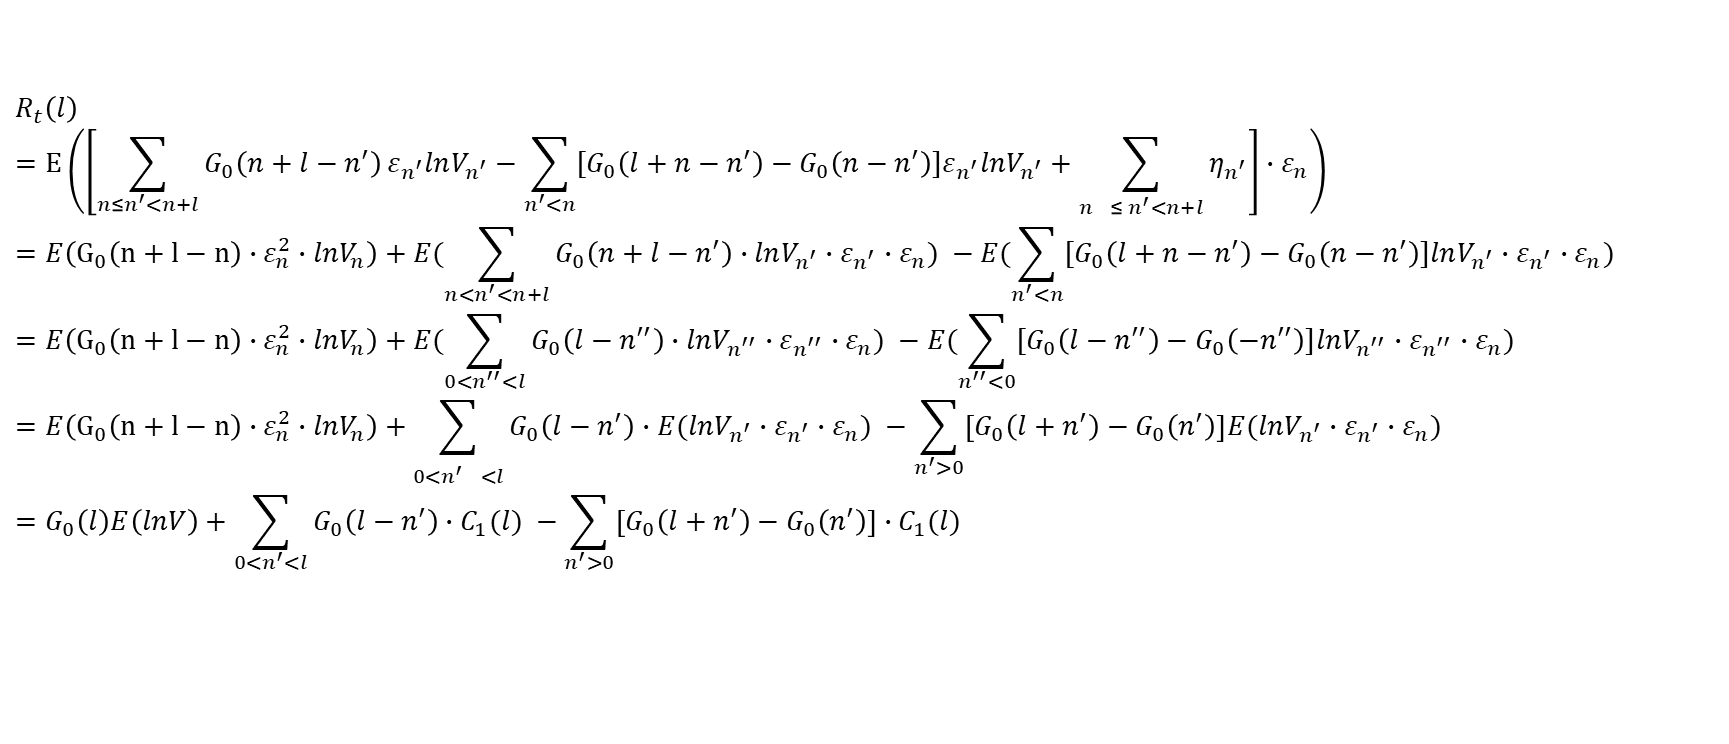 R_t(l)
= E([∑_{n≤n′<n+l} G_0(n + l − n′) ε_{n′}lnV_{n′} − ∑_{n′<n}[G_0(l + n − n′) − G_0(n − n′)]ε_{n′}lnV_{n′} + ∑_{n ≤ n′<n+l} η_{n′}] · ε_n)
= E(G_0(n + l − n) · ε_n^2 · lnV_n) + E(∑_{n<n′<n+l} G_0(n + l − n′) · lnV_{n′} · ε_{n′} · ε_n) − E(∑_{n′<n}[G_0(l + n − n′) − G_0(n − n′)]lnV_{n′} · ε_{n′} · ε_n)
= E(G_0(n + l − n) · ε_n^2 · lnV_n) + E(∑_{0<n′′<l} G_0(l − n′′) · lnV_{n′′} · ε_{n′′} · ε_n) − E(∑_{n′′<0}[G_0(l − n′′) − G_0(−n′′)]lnV_{n′′} · ε_{n′′} · ε_n)
= E(G_0(n + l − n) · ε_n^2 · lnV_n) + ∑_{0<n′ <l} G_0(l − n′) · E(lnV_{n′} · ε_{n′} · ε_n) − ∑_{n′>0}[G_0(l + n′) − G_0(n′)]E(lnV_{n′} · ε_{n′} · ε_n)
= G_0(l)E(lnV) + ∑_{0<n′<l} G_0(l − n′) · C_1(l) − ∑_{n′>0}[G_0(l + n′) − G_0(n′)] · C_1(l)